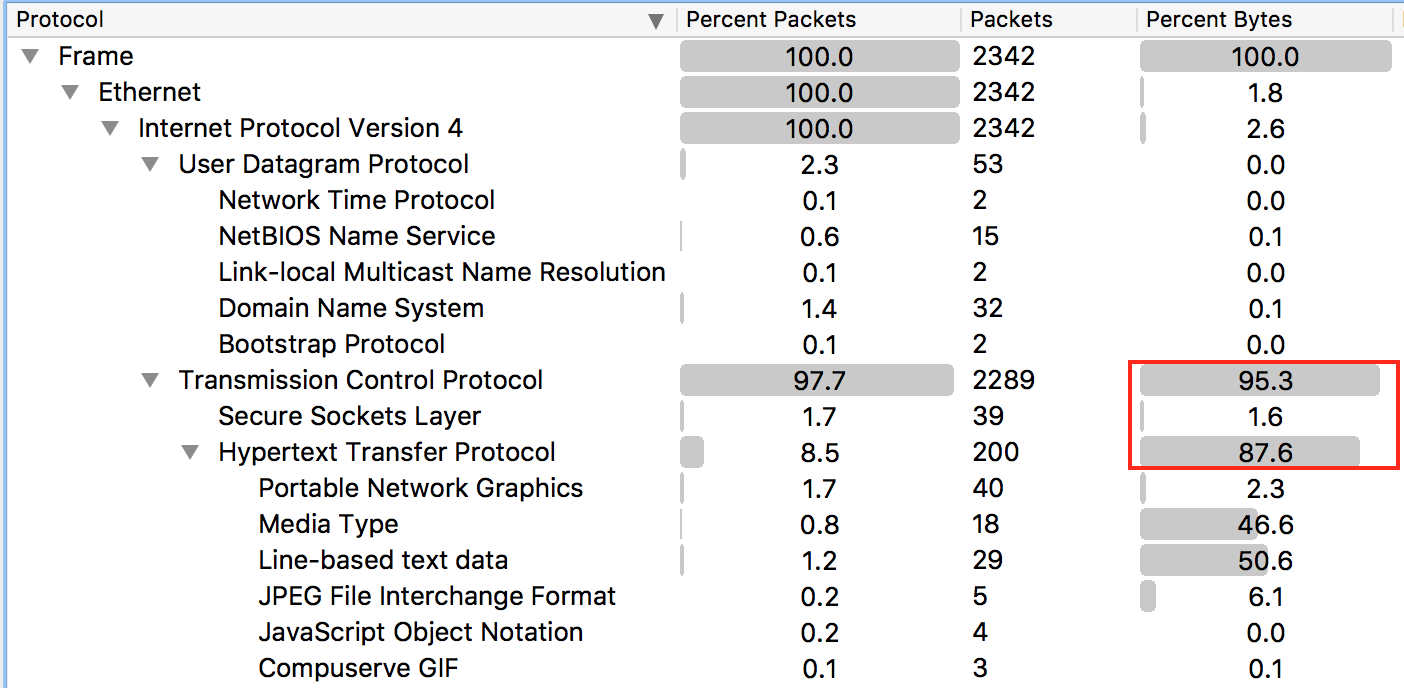 Protocol Percent Packets Packets Percent Bytes
Frame 100.0 2342 100.0
Ethernet 100.0 2342 1.8
Internet Protocol Version 4 100.0 2342 2.6
User Datagram Protocol 2.3 53 0.0
Network Time Protocol 0.1 2 0.0
NetBIOS Name Service 0.6 15 0.1
Link-local Multicast Name Resolution 0.1 2 0.0
Domain Name System 1.4 32 0.1
Bootstrap Protocol 0.1 2 0.0
Transmission Control Protocol 97.7 2289 95.3
Secure Sockets Layer 1.7 39 1.6
Hypertext Transfer Protocol 8.5 200 87.6
Portable Network Graphics 1.7 40 2.3
Media Type 0.8 18 46.6
Line-based text data 1.2 29 50.6
JPEG File Interchange Format 0.2 5 6.1
JavaScript Object Notation 0.2 4 0.0
Compuserve GIF 0.1 3 0.1